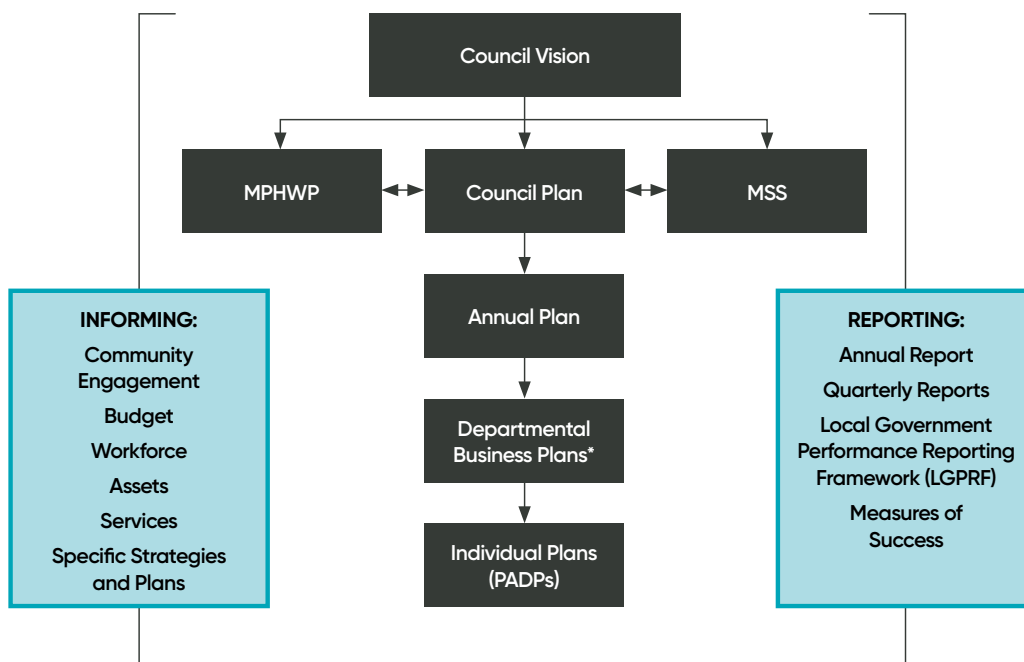 Council Vision
MPHWP
Council Plan
MSS
Annual Plan
Departmental
Business Plans*
Individual Plans
(PADPs)
INFORMING:
Community
Engagement
Budget
Workforce
Assets
Services
Specific Strategies
and Plans
REPORTING:
Annual Report
Quarterly Reports
Local Government
Performance Reporting
Framework (LGPRF)
Measures of
Success